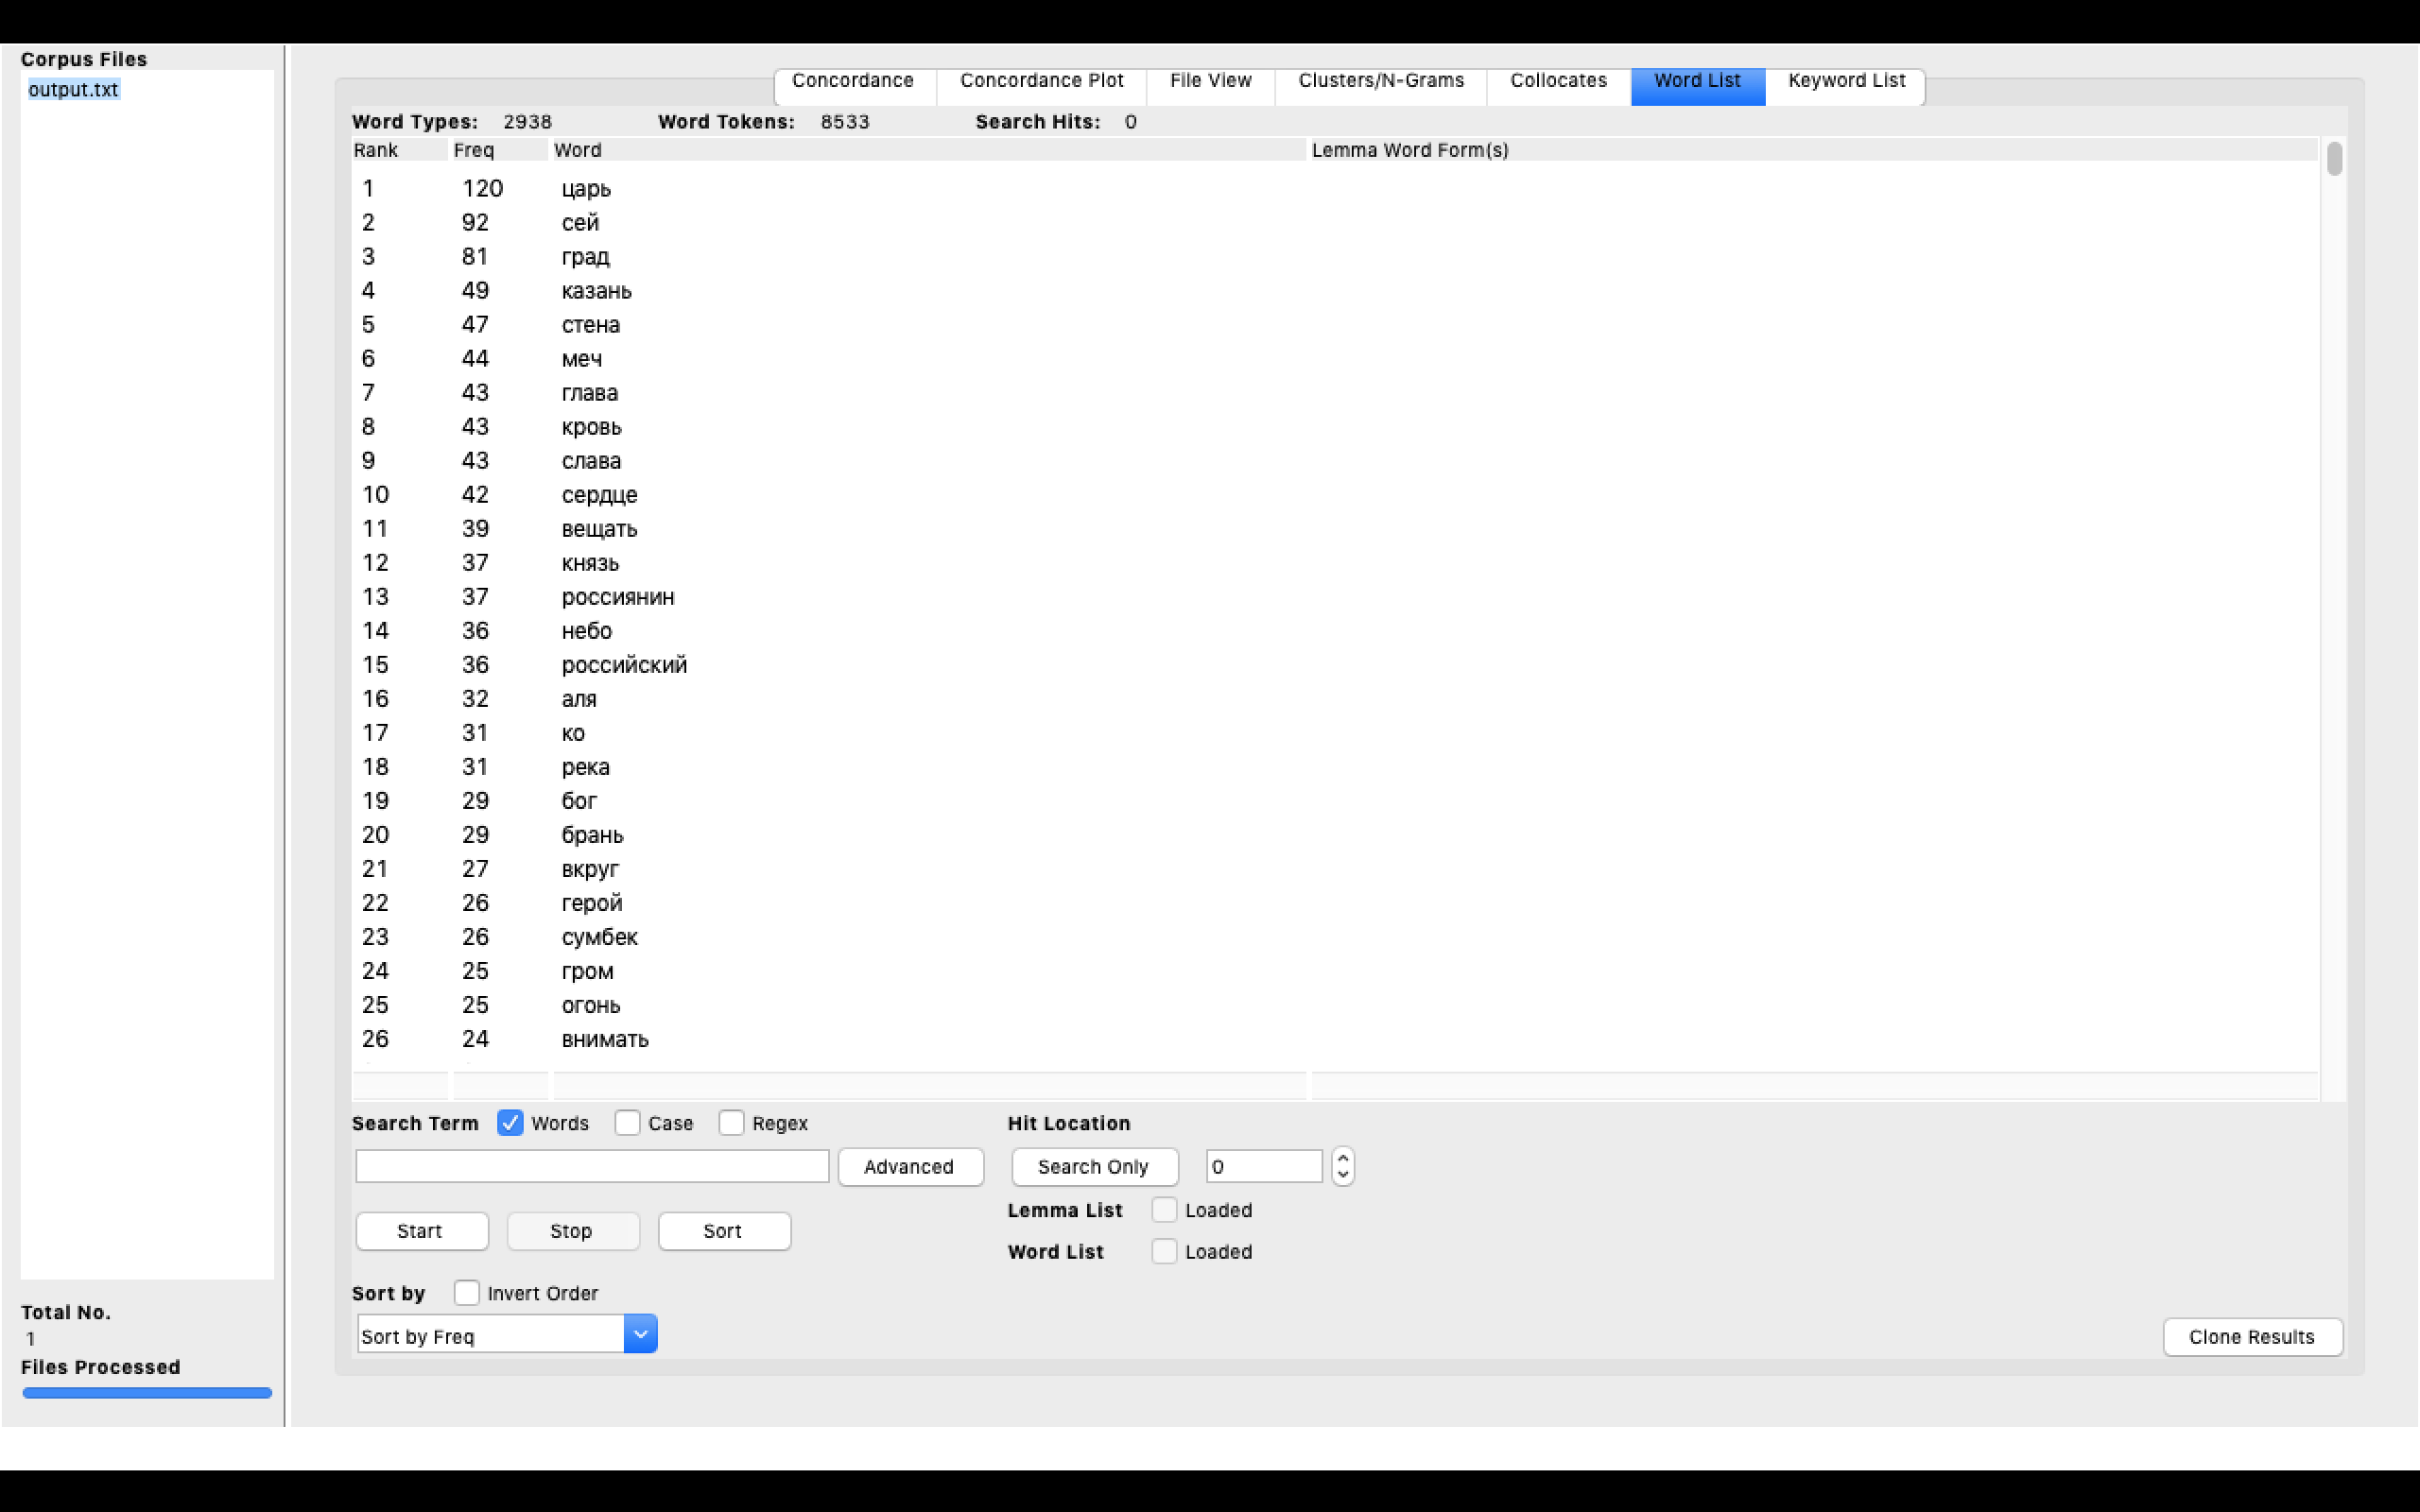 Corpus Files
output.txt
Concordance Concordance Plot File View Clusters/N-Grams Collocates Word List Keyword List
Word Types: 2938 Word Tokens: 8533 Search Hits: 0
Rank Freq Word Lemma Word Form(s)
1 120 царь
2 92 сей
3 81 град
4 49 казань
5 47 стена
6 44 меч
7 43 глава
8 43 кровь
9 43 слава
10 42 сердце
11 39 вещать
12 37 князь
13 37 россиянин
14 36 небо
15 36 российский
16 32 аля
17 31 ко
18 31 река
19 29 бог
20 29 брань
21 27 вкруг
22 26 герой
23 26 сумбек
24 25 гром
25 25 огонь
26 24 внимать
Search Term Words Case Regex Hit Location
Advanced Search Only 0
Lemma List Loaded
Start Stop Sort
Word List Loaded
Sort by Invert Order
Sort by Freq
Clone Results
Total No.
1
Files Processed